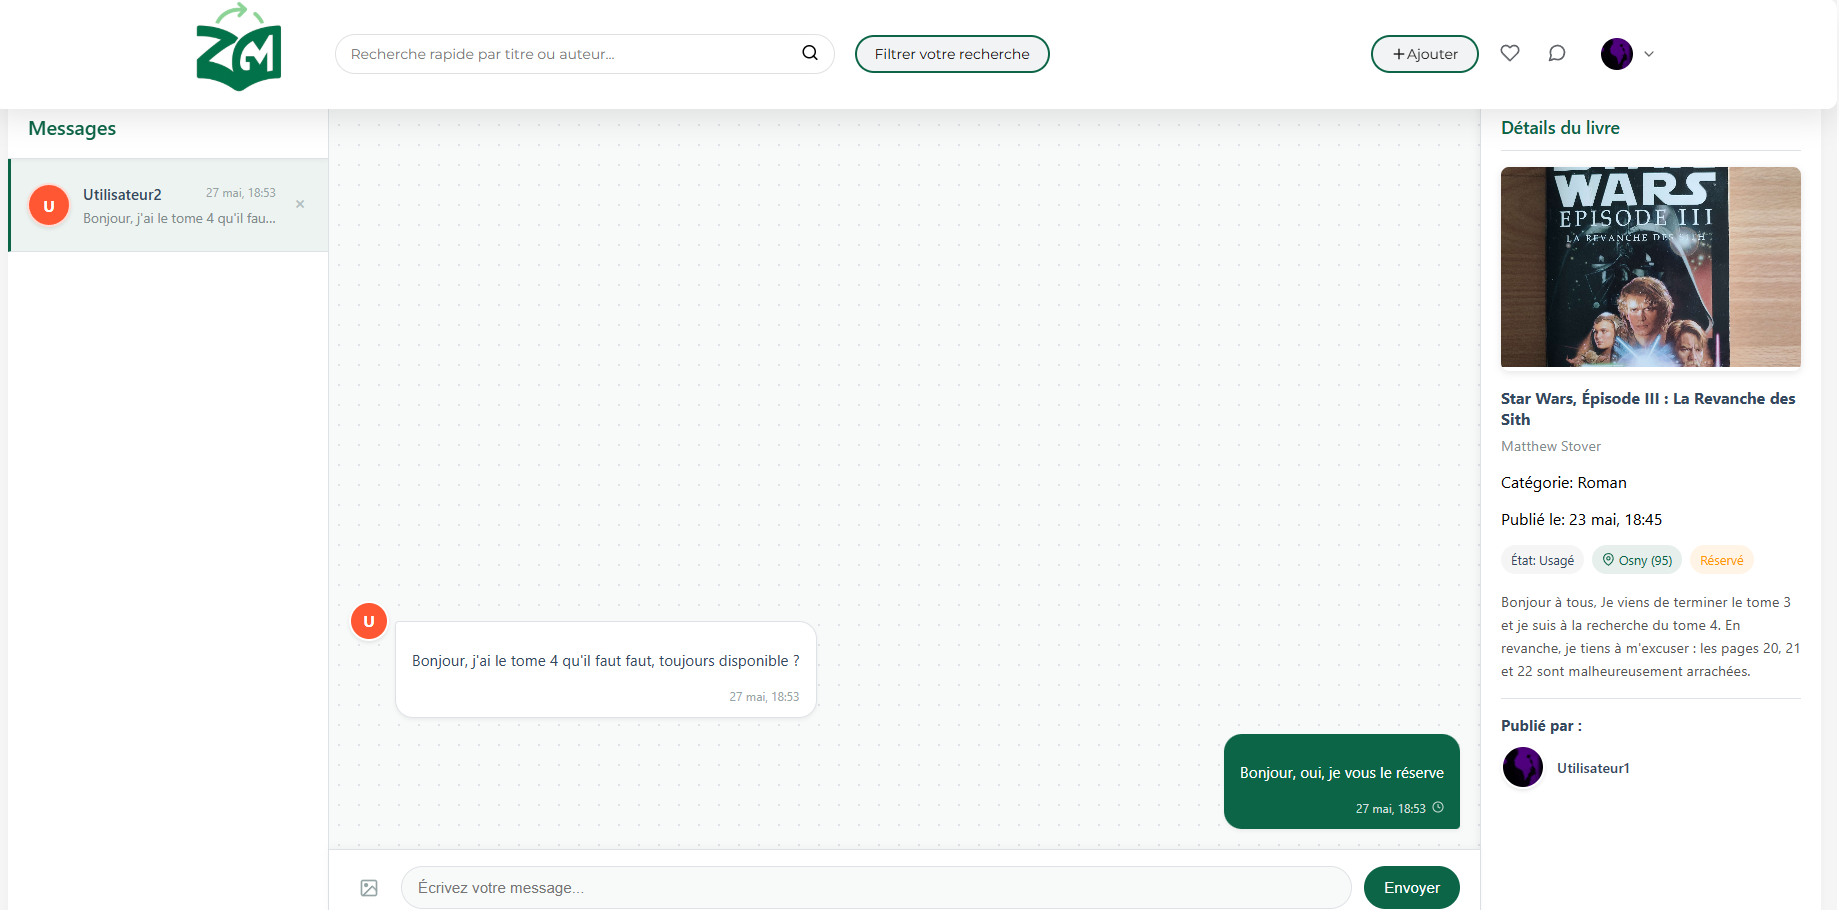 ZM
Recherche rapide par titre ou auteur...
Filtrer votre recherche
+Ajouter
Messages
Utilisateur2
27 mai, 18:53
Bonjour, j'ai le tome 4 qu'il fau...
U
Bonjour, j'ai le tome 4 qu'il faut faut, toujours disponible ?
27 mai, 18:53
U
Bonjour, oui, je vous le réserve
27 mai, 18:53
Écrivez votre message...
Envoyer
Détails du livre
WARS
EPISODE III
LA REVANCHE DES SITH
Star Wars, Épisode III : La Revanche des
Sith
Matthew Stover
Catégorie: Roman
Publié le: 23 mai, 18:45
État: Usagé
Osny (95)
Réservé
Bonjour à tous, Je viens de terminer le tome 3
et je suis à la recherche du tome 4. En
revanche, je tiens à m'excuser : les pages 20, 21
et 22 sont malheureusement arrachées.
Publié par :
Utilisateur1